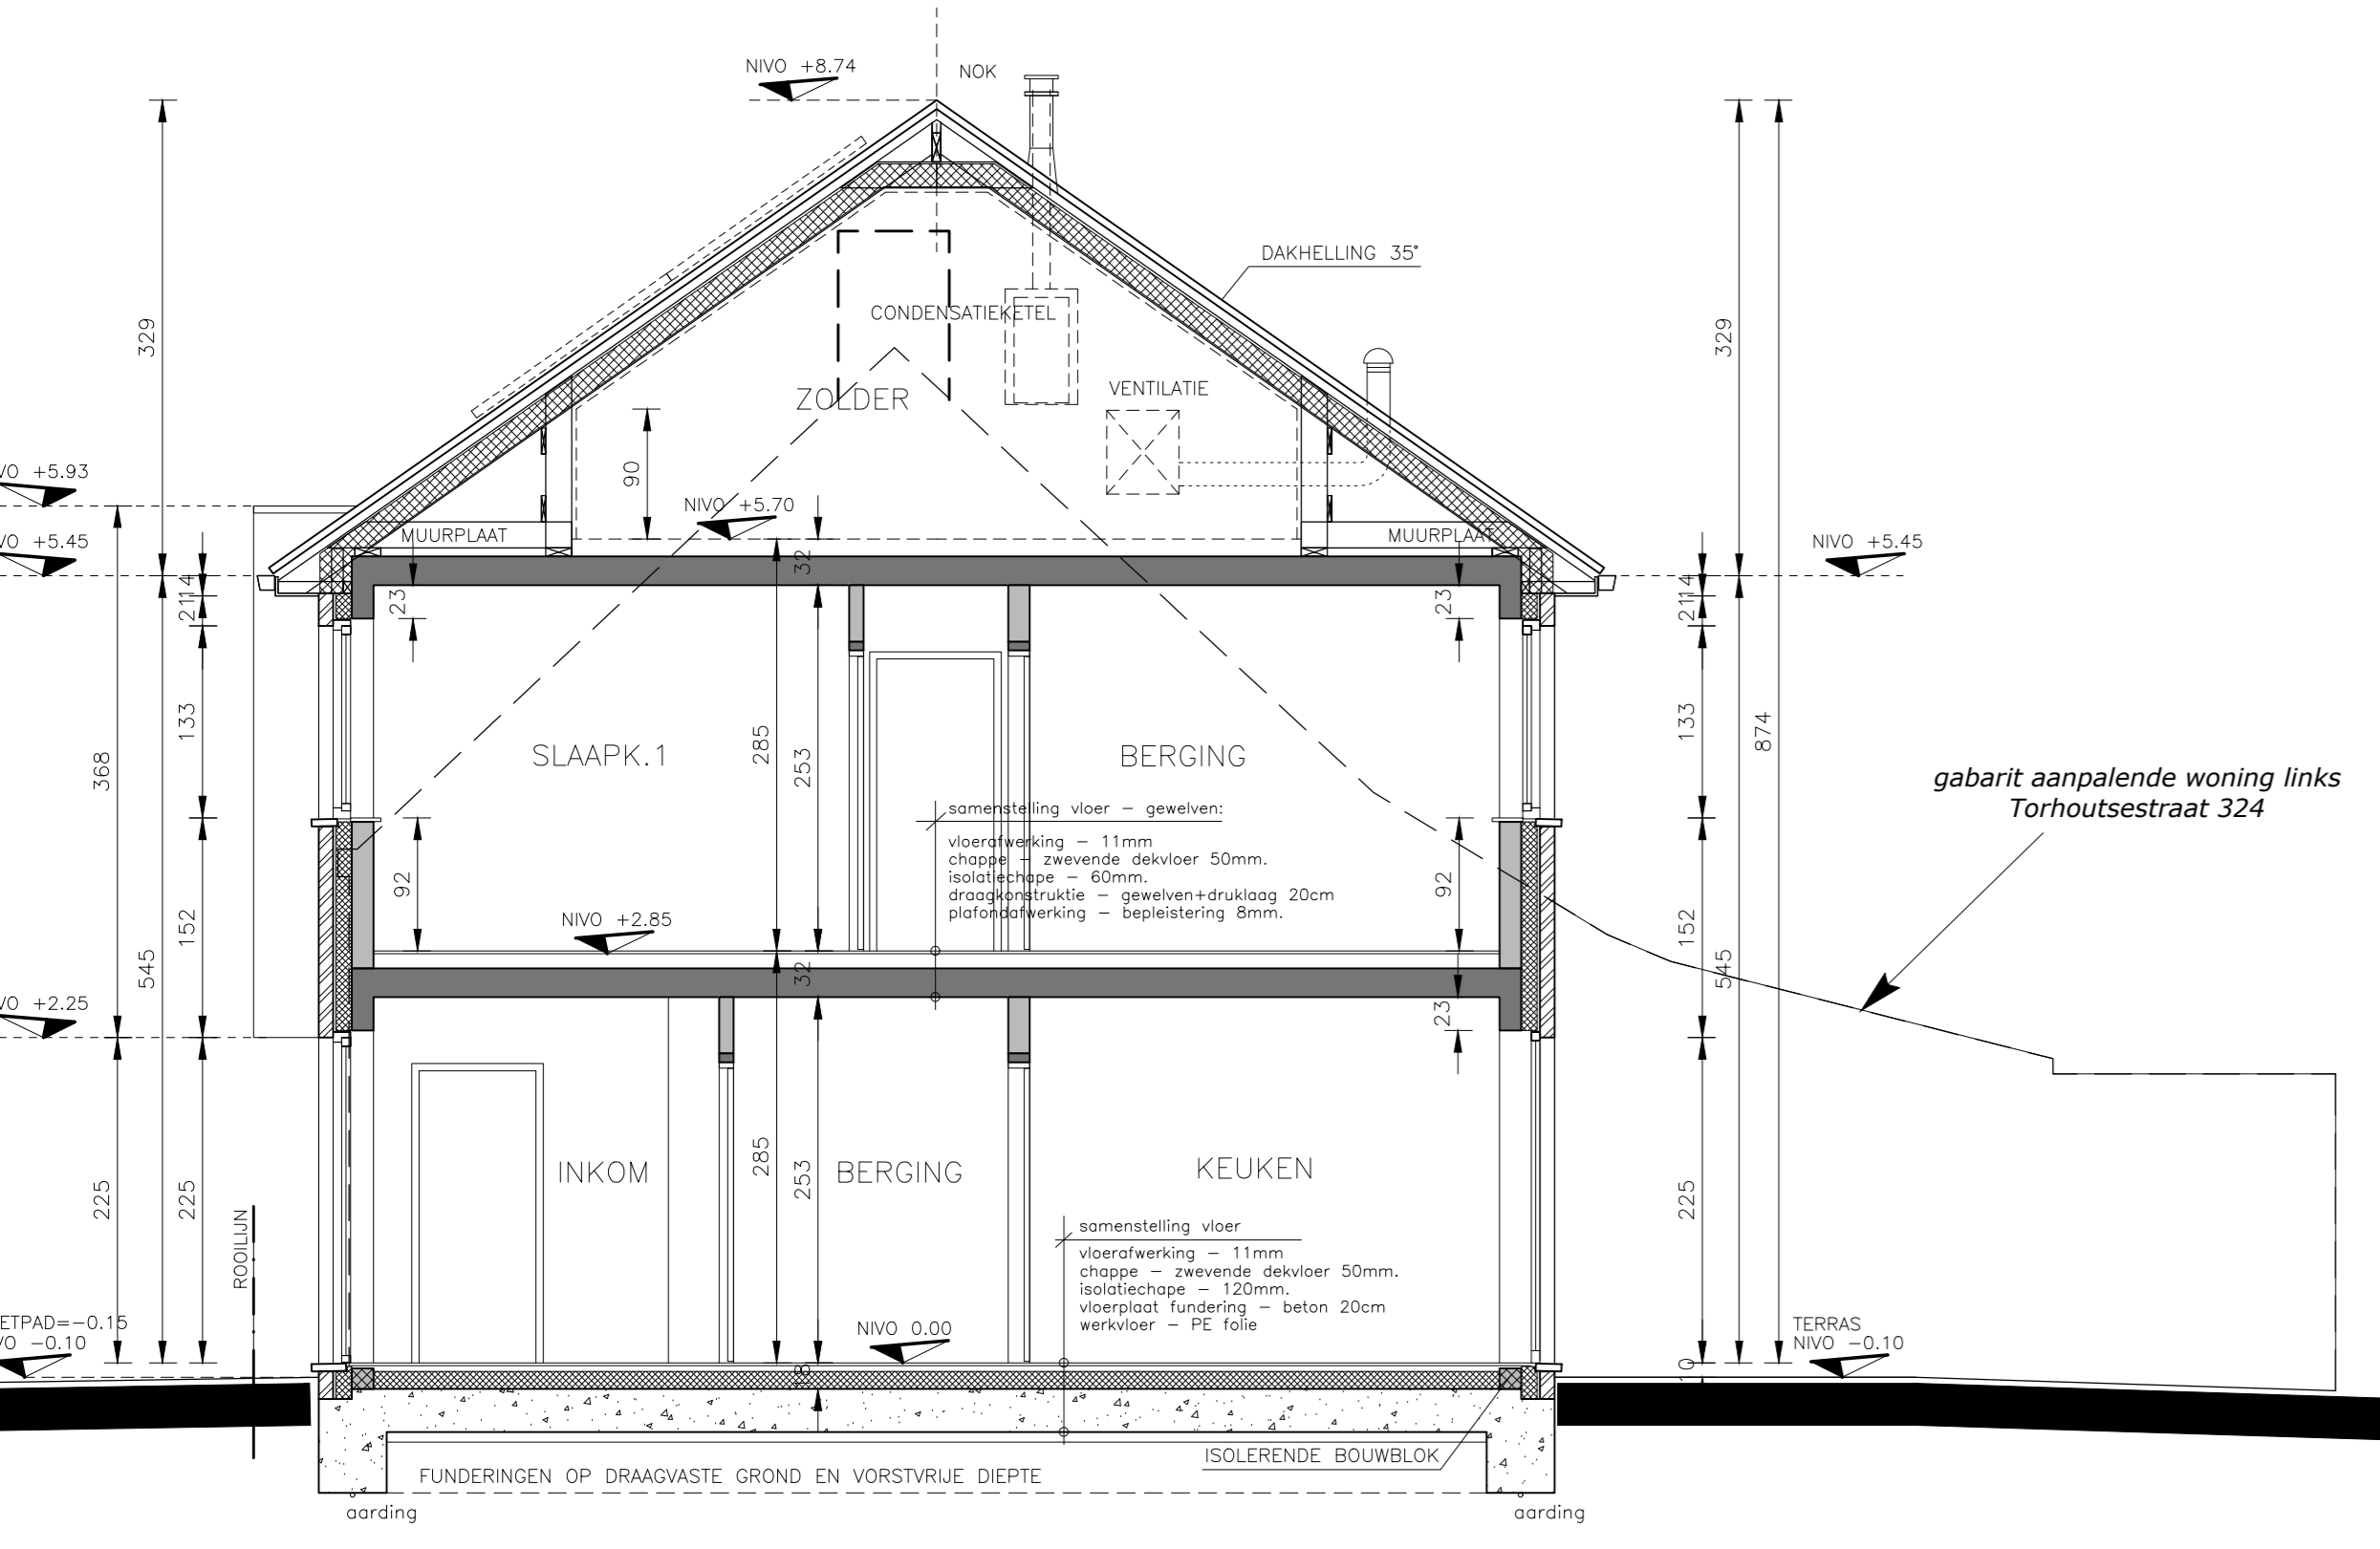 NIVO +8.74
NOK
DAKHELLING 35°
329
329
CONDENSATIEKETEL
VENTILATIE
ZOLDER
90
VO +5.93
NIVO +5.70
MUURPLAAT
MUURPLAAT
32
VO +5.45
NIVO +5.45
14
21
23
23
14
21
133
368
SLAAPK.1
285
253
BERGING
133
874
gabarit aanpalende woning links
Torhoutsestraat 324
samenstelling vloer – gewelven:
vloerafwerking – 11mm
chappe – zwevende dekvloer 50mm.
isolatiechape – 60mm.
draagkonstruktie – gewelven+druklaag 20cm
plafondafwerking – bepleistering 8mm.
92
92
152
152
545
545
NIVO +2.85
32
VO +2.25
23
INKOM
285
253
BERGING
KEUKEN
225
225
225
ROOILIJN
samenstelling vloer
vloerafwerking – 11mm
chappe – zwevende dekvloer 50mm.
isolatiechape – 120mm.
vloerplaat fundering – beton 20cm
werkvloer – PE folie
ETPAD=–0.15
VO –0.10
NIVO 0.00
TERRAS
NIVO –0.10
18
10
ISOLERENDE BOUWBLOK
FUNDERINGEN OP DRAAGVASTE GROND EN VORSTVRIJE DIEPTE
aarding
aarding